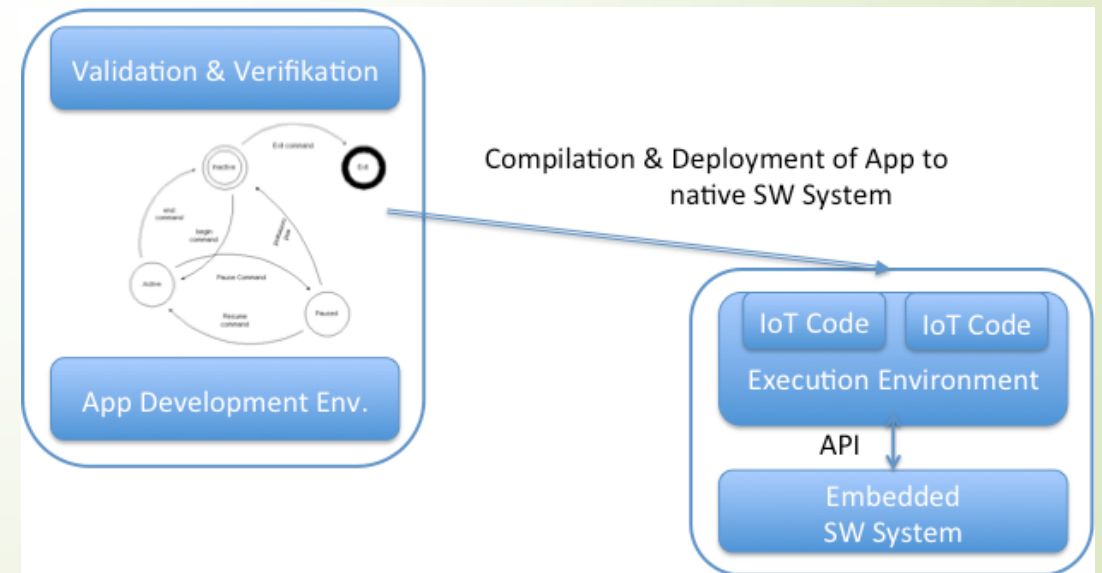 Validation & Verifikation
Exit command
Inactive
Exit
end
command
begin
command
Pause Command
Active
Resume
command
Paused
App Development Env.
Compilation & Deployment of App to
native SW System
IoT Code
IoT Code
Execution Environment
API
Embedded
SW System